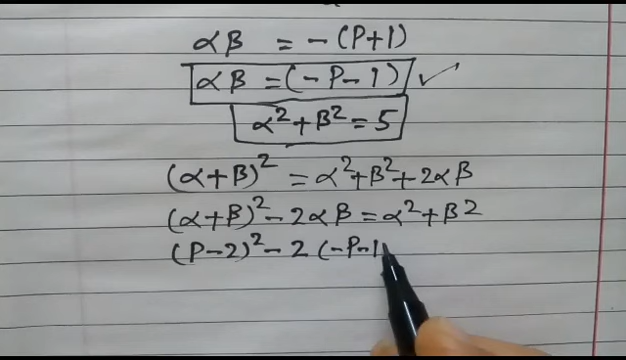 αβ = -(P+1)
αβ = (-P-1) ✓
α²+β² = 5
(α+β)² = α²+β²+2αβ
(α+β)² - 2αβ = α²+β²
(P-2)² - 2(-P-1